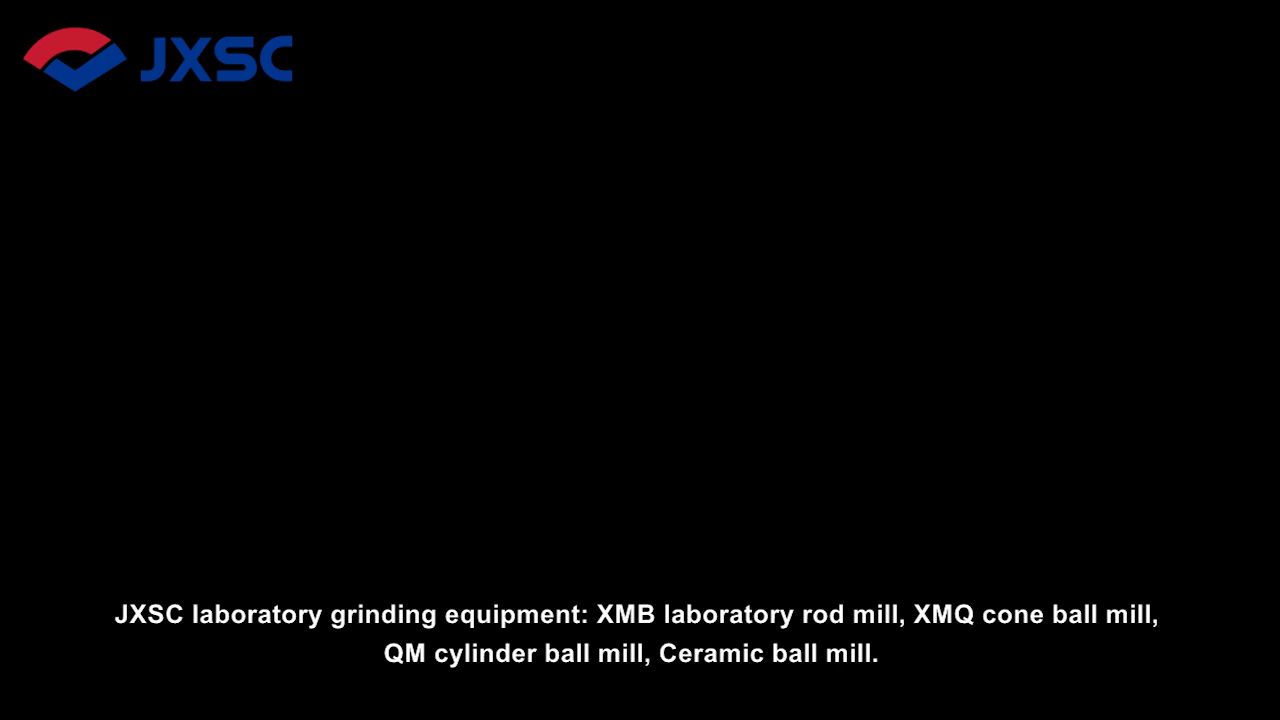 JXSC
JXSC laboratory grinding equipment: XMB laboratory rod mill, XMQ cone ball mill,
QM cylinder ball mill, Ceramic ball mill.